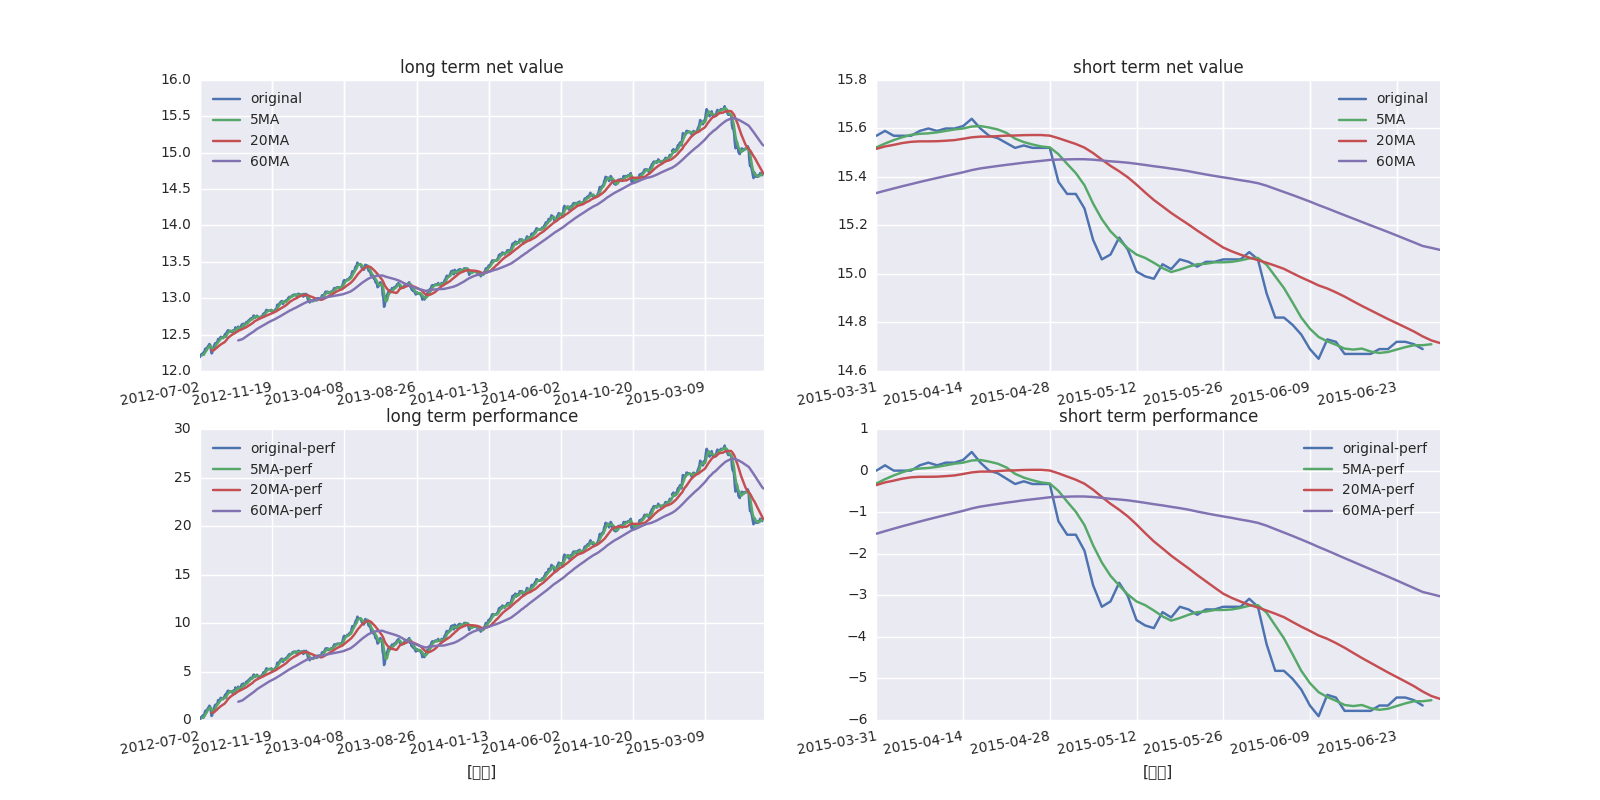 long term net value
16.0
15.5
15.0
14.5
14.0
13.5
13.0
12.5
12.0
original
5MA
20MA
60MA
2012-07-02 2012-11-19 2013-04-08 2013-08-26 2014-01-13 2014-06-02 2014-10-20 2015-03-09
short term net value
15.8
15.6
15.4
15.2
15.0
14.8
14.6
original
5MA
20MA
60MA
2015-03-31 2015-04-14 2015-04-28 2015-05-12 2015-05-26 2015-06-09 2015-06-23
long term performance
30
25
20
15
10
5
0
original-perf
5MA-perf
20MA-perf
60MA-perf
2012-07-02 2012-11-19 2013-04-08 2013-08-26 2014-01-13 2014-06-02 2014-10-20 2015-03-09
[▯▯]
short term performance
1
0
−1
−2
−3
−4
−5
−6
original-perf
5MA-perf
20MA-perf
60MA-perf
2015-03-31 2015-04-14 2015-04-28 2015-05-12 2015-05-26 2015-06-09 2015-06-23
[▯▯]